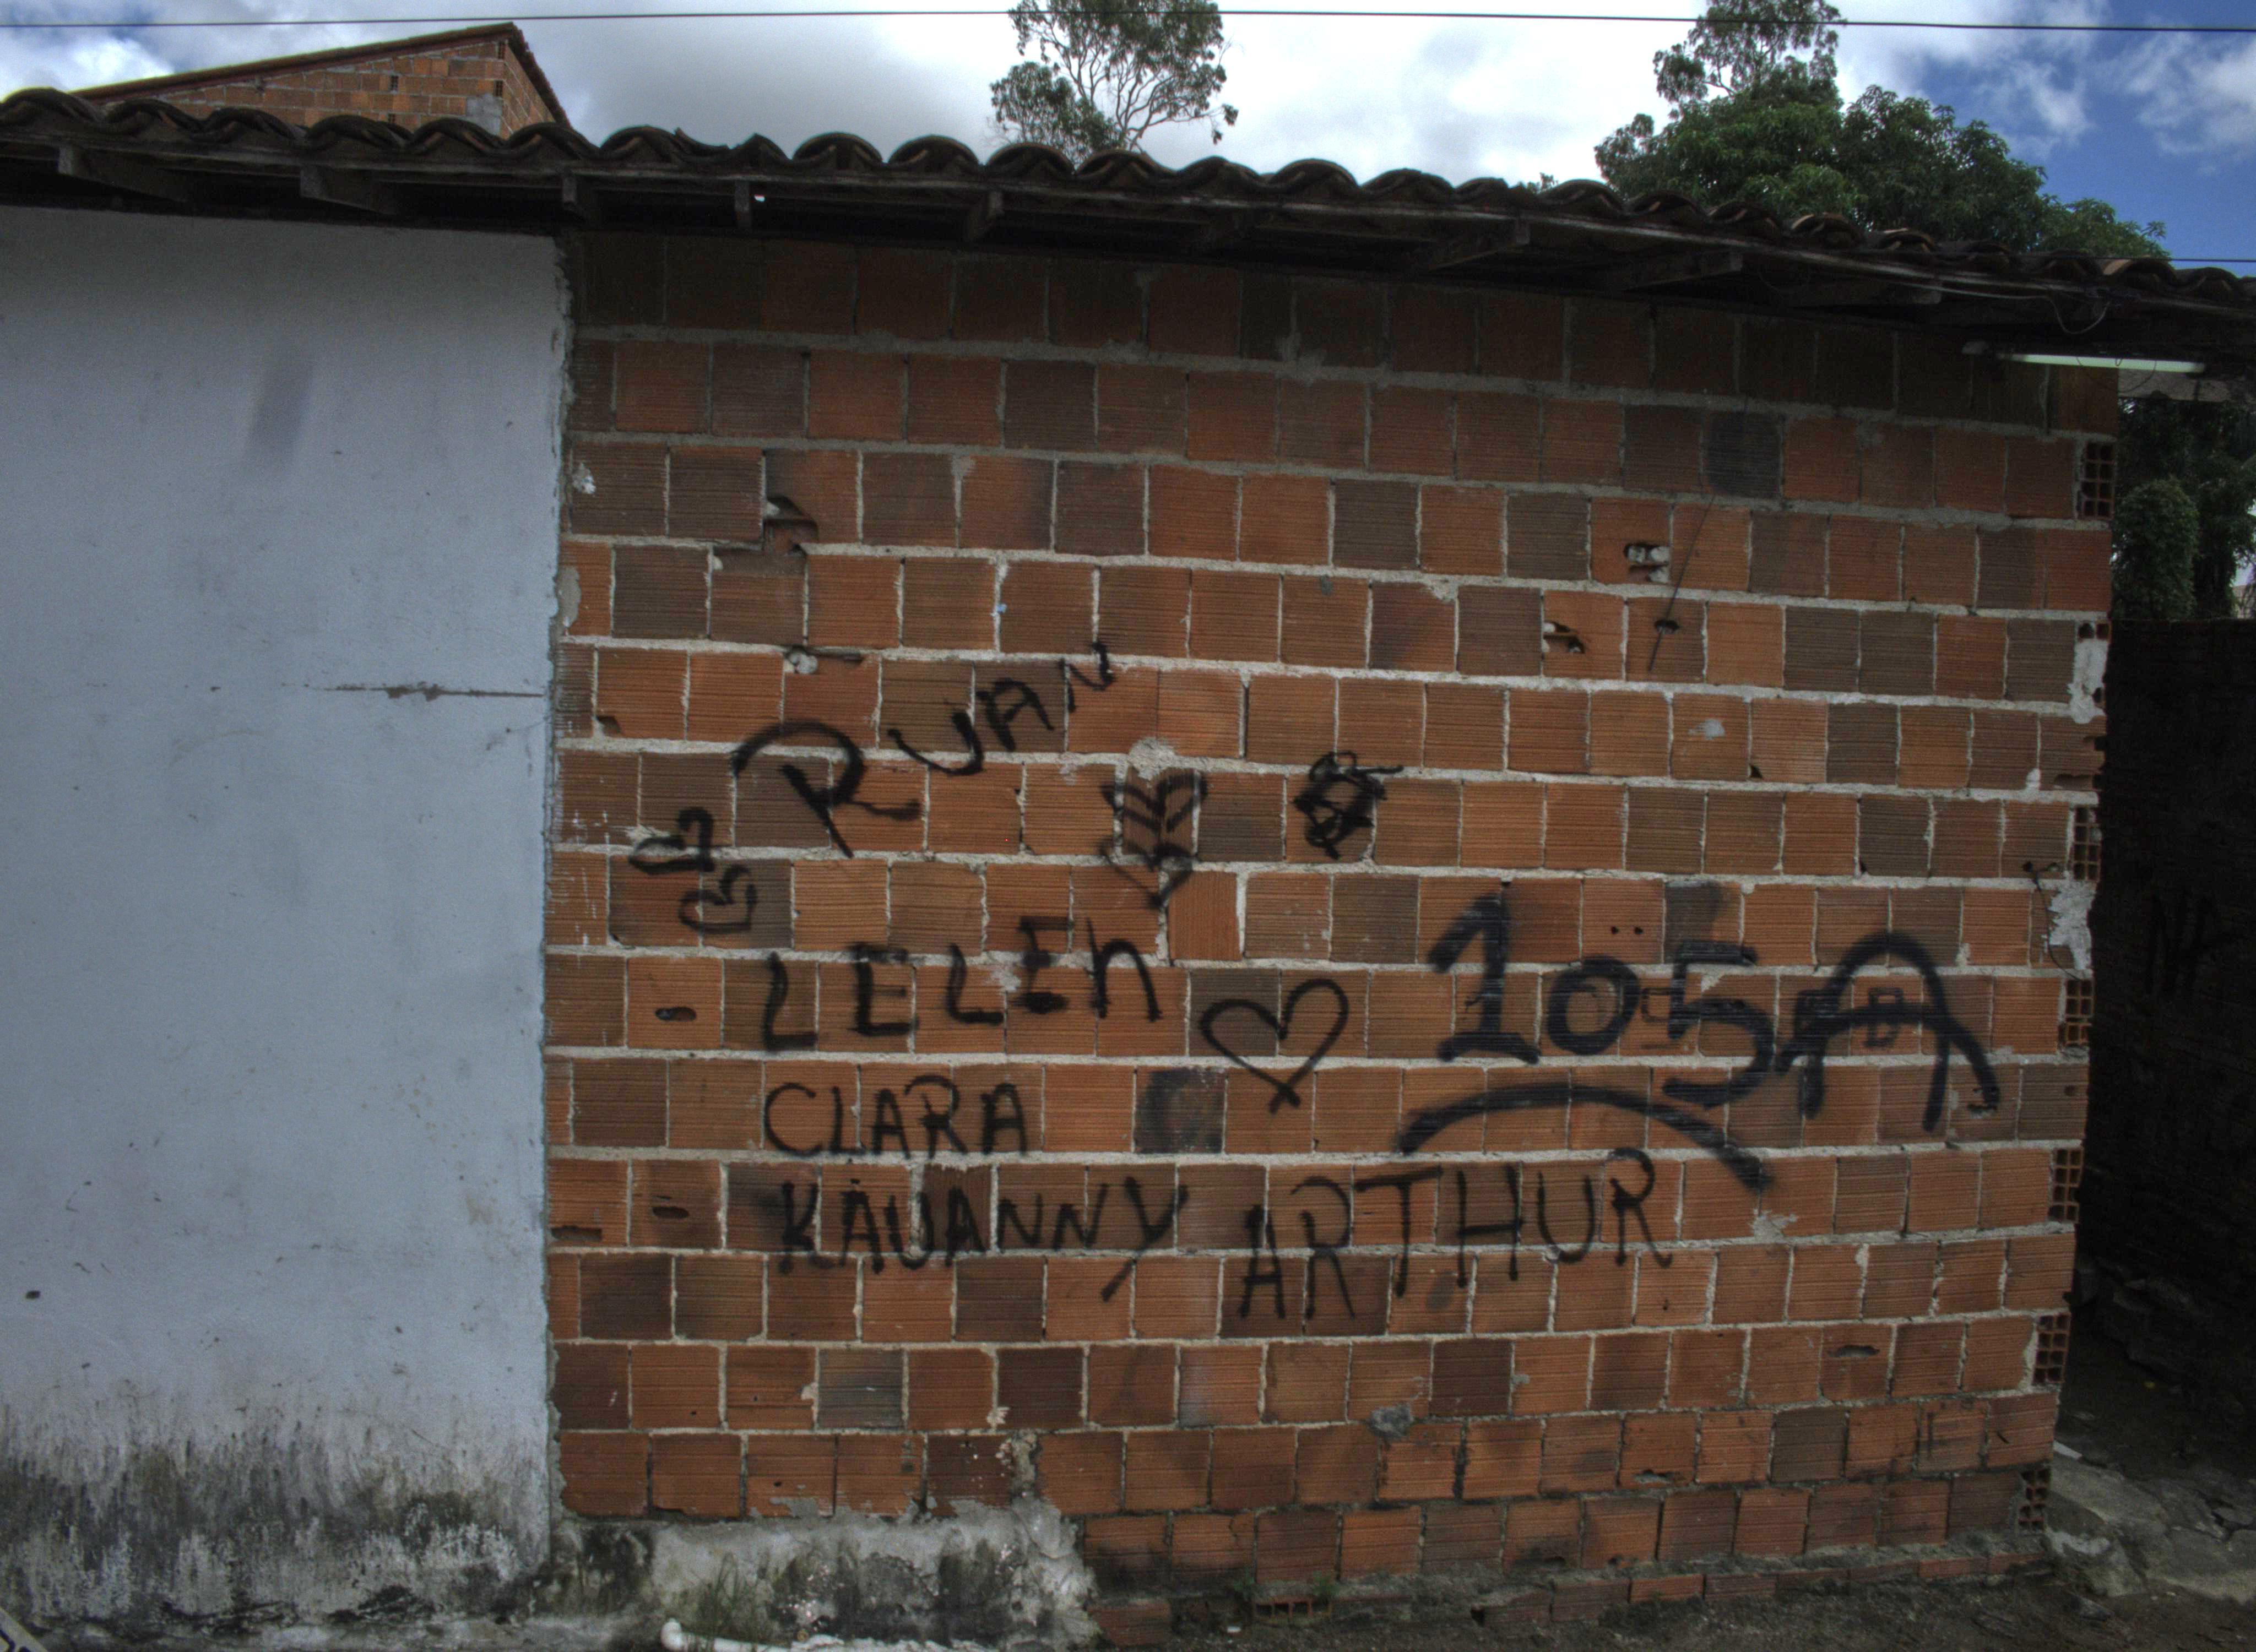 RUAN
LELEh
105A
CLARA
KAUANNY ARTHUR